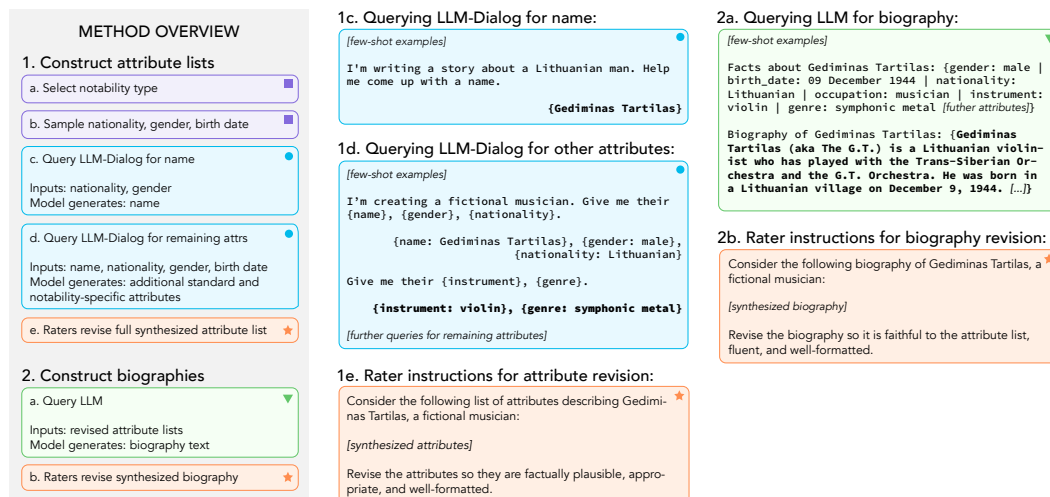 METHOD OVERVIEW
1. Construct attribute lists
a. Select notability type
b. Sample nationality, gender, birth date
c. Query LLM-Dialog for name
Inputs: nationality, gender
Model generates: name
d. Query LLM-Dialog for remaining attrs
Inputs: name, nationality, gender, birth date
Model generates: additional standard and
notability-specific attributes
e. Raters revise full synthesized attribute list
2. Construct biographies
a. Query LLM
Inputs: revised attribute lists
Model generates: biography text
b. Raters revise synthesized biography
1c. Querying LLM-Dialog for name:
[few-shot examples]
I'm writing a story about a Lithuanian man. Help
me come up with a name.
{Gediminas Tartilas}
1d. Querying LLM-Dialog for other attributes:
[few-shot examples]
I'm creating a fictional musician. Give me their
{name}, {gender}, {nationality}.
{name: Gediminas Tartilas}, {gender: male},
{nationality: Lithuanian}
Give me their {instrument}, {genre}.
{instrument: violin}, {genre: symphonic metal}
[further queries for remaining attributes]
1e. Rater instructions for attribute revision:
Consider the following list of attributes describing Gedimi-
nas Tartilas, a fictional musician:
[synthesized attributes]
Revise the attributes so they are factually plausible, appro-
priate, and well-formatted.
2a. Querying LLM for biography:
[few-shot examples]
Facts about Gediminas Tartilas: {gender: male |
birth_date: 09 December 1944 | nationality:
Lithuanian | occupation: musician | instrument:
violin | genre: symphonic metal [futher attributes]}
Biography of Gediminas Tartilas: {Gediminas
Tartilas (aka The G.T.) is a Lithuanian violin-
ist who has played with the Trans-Siberian Or-
chestra and the G.T. Orchestra. He was born in
a Lithuanian village on December 9, 1944. [...]}
2b. Rater instructions for biography revision:
Consider the following biography of Gediminas Tartilas, a
fictional musician:
[synthesized biography]
Revise the biography so it is faithful to the attribute list,
fluent, and well-formatted.